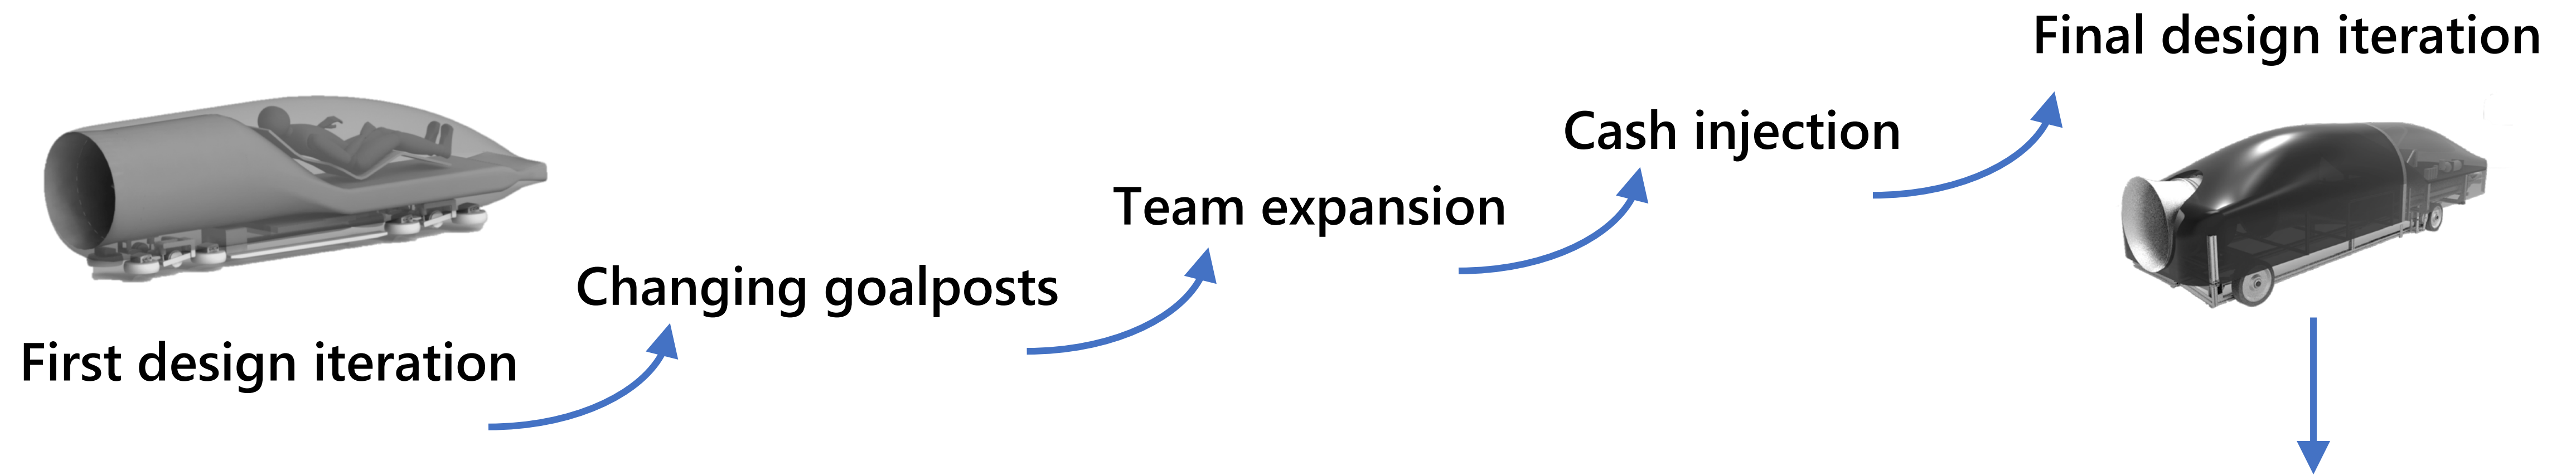 First design iteration
Changing goalposts
Team expansion
Cash injection
Final design iteration